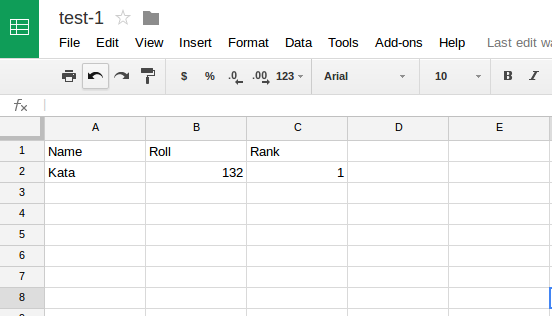 test-1
File Edit View Insert Format Data Tools Add-ons Help Last edit
$ % .0 .00 123 Arial 10 B I
fx
A B C D E
1 Name Roll Rank
2 Kata 132 1
3
4
5
6
7
8